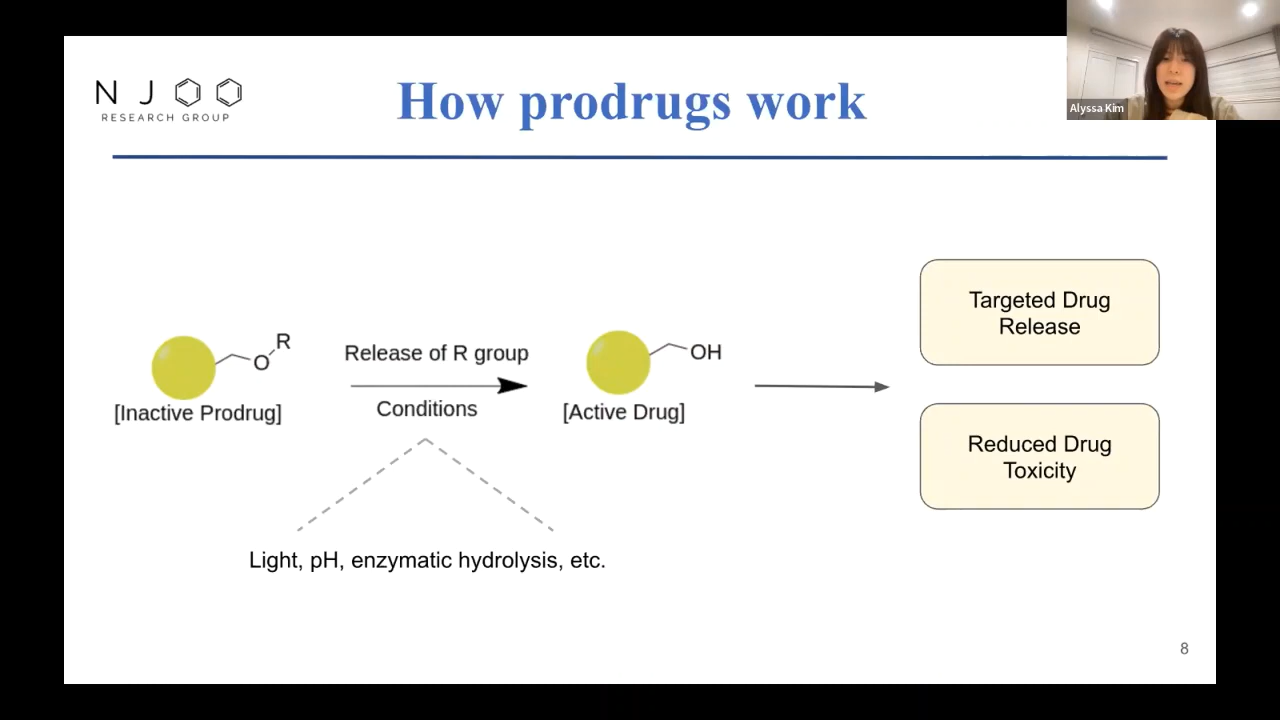 N J
RESEARCH GROUP
How prodrugs work
Alyssa Kim
Targeted Drug
Release
R
O
[Inactive Prodrug]
Release of R group
Conditions
OH
[Active Drug]
Reduced Drug
Toxicity
Light, pH, enzymatic hydrolysis, etc.
8